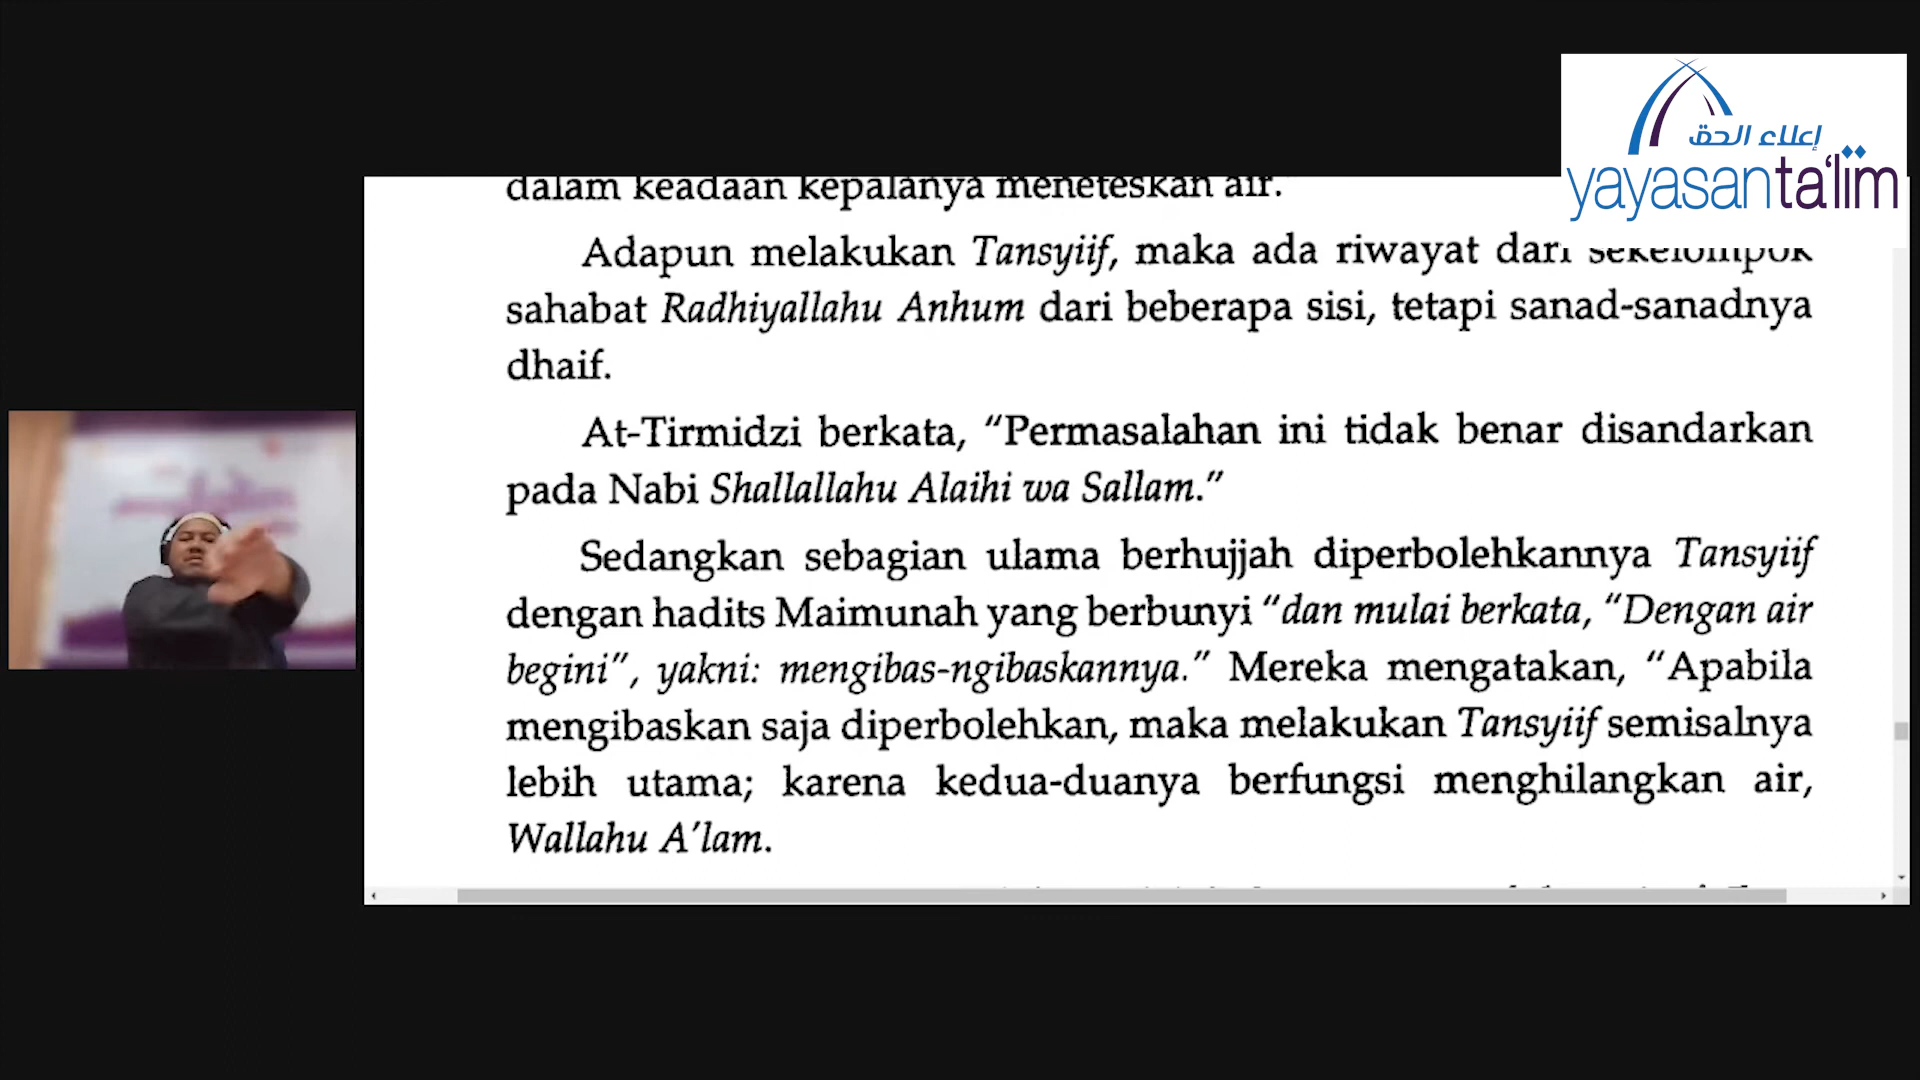 إعلاء الحق
yayasanta'lim
dalam keadaan kepalanya meneteskan air.
Adapun melakukan Tansyiif, maka ada riwayat dari sekelompok
sahabat Radhiyallahu Anhum dari beberapa sisi, tetapi sanad-sanadnya
dhaif.
At-Tirmidzi berkata, “Permasalahan ini tidak benar disandarkan
pada Nabi Shallallahu Alaihi wa Sallam.”
Sedangkan sebagian ulama berhujjah diperbolehkannya Tansyiif
dengan hadits Maimunah yang berbunyi “dan mulai berkata, “Dengan air
begini”, yakni: mengibas-ngibaskannya.” Mereka mengatakan, “Apabila
mengibaskan saja diperbolehkan, maka melakukan Tansyiif semisalnya
lebih utama; karena kedua-duanya berfungsi menghilangkan air,
Wallahu A’lam.